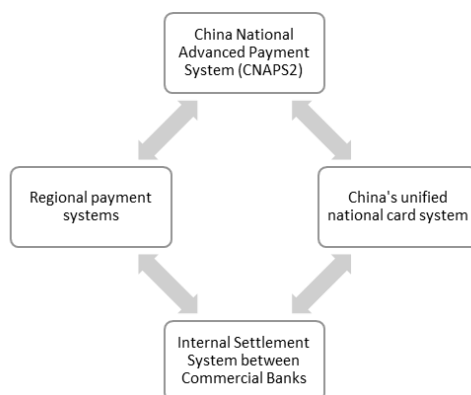 China National
Advanced Payment
System (CNAPS2)
Regional payment
systems
China's unified
national card system
Internal Settlement
System between
Commercial Banks